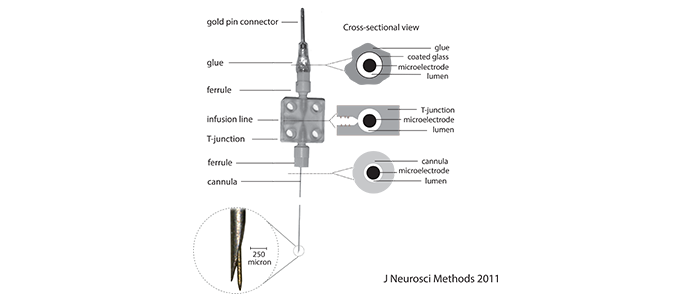 gold pin connector
Cross-sectional view
glue
glue
coated glass
microelectrode
lumen
ferrule
infusion line
T-junction
T-junction
microelectrode
lumen
ferrule
cannula
cannula
microelectrode
lumen
250
micron
J Neurosci Methods 2011